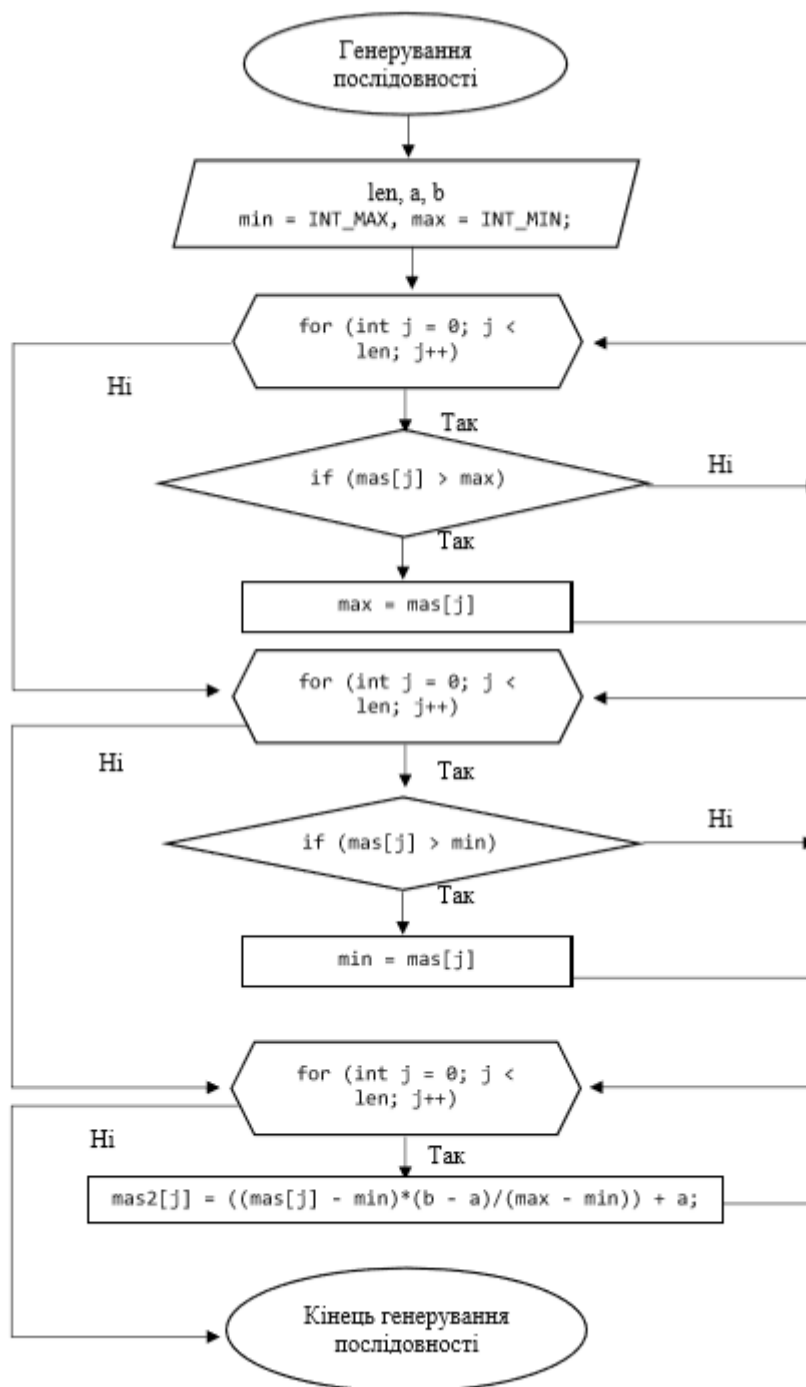 Генерування
послідовності
len, a, b
min = INT_MAX, max = INT_MIN;
for (int j = 0; j <
len; j++)
Ні
Так
if (mas[j] > max)
Ні
Так
max = mas[j]
for (int j = 0; j <
len; j++)
Ні
Так
if (mas[j] > min)
Ні
Так
min = mas[j]
for (int j = 0; j <
len; j++)
Ні
Так
mas2[j] = ((mas[j] - min)*(b - a)/(max - min)) + a;
Кінець генерування
послідовності